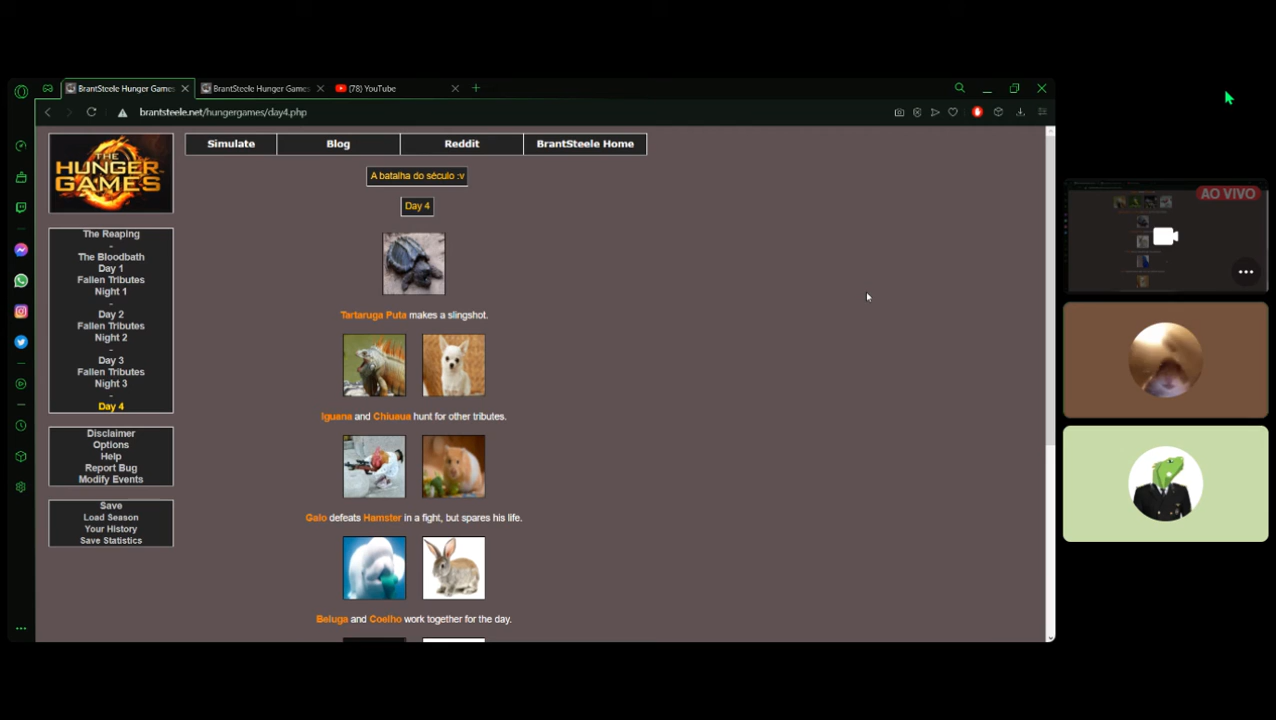 BrantSteele Hunger Games
BrantSteele Hunger Games
(78) YouTube
brantsteele.net/hungergames/day4.php
THE
HUNGER
GAMES
Simulate
Blog
Reddit
BrantSteele Home
A batalha do século :v
Day 4
The Reaping
-
The Bloodbath
Day 1
Fallen Tributes
Night 1
-
Day 2
Fallen Tributes
Night 2
-
Day 3
Fallen Tributes
Night 3
-
Day 4
Disclaimer
Options
Help
Report Bug
Modify Events
Save
Load Season
Your History
Save Statistics
Tartaruga Puta makes a slingshot.
Iguana and Chiuaua hunt for other tributes.
Galo defeats Hamster in a fight, but spares his life.
Beluga and Coelho work together for the day.
AO VIVO